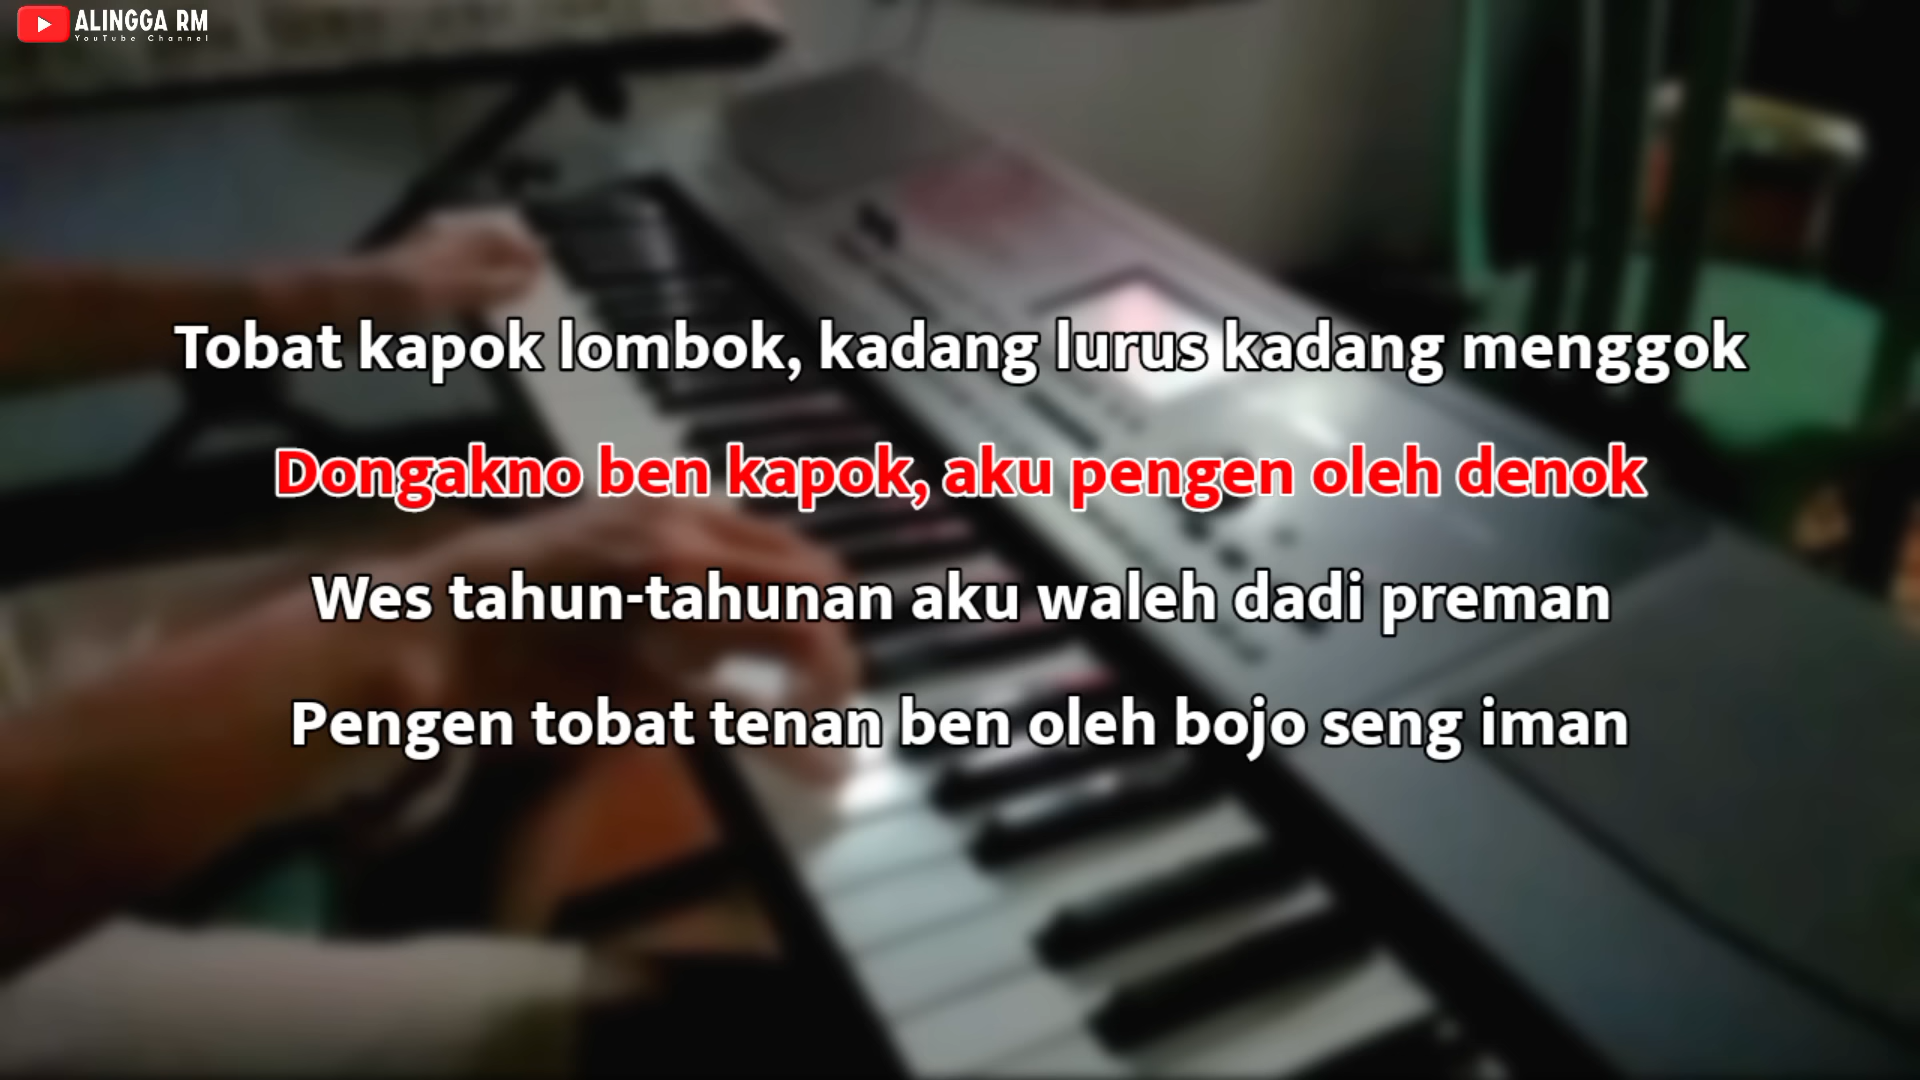 ALINGGA RM
YouTube Channel
Tobat kapok lombok, kadang lurus kadang menggok
Dongakno ben kapok, aku pengen oleh denok
Wes tahun-tahunan aku waleh dadi preman
Pengen tobat tenan ben oleh bojo seng iman